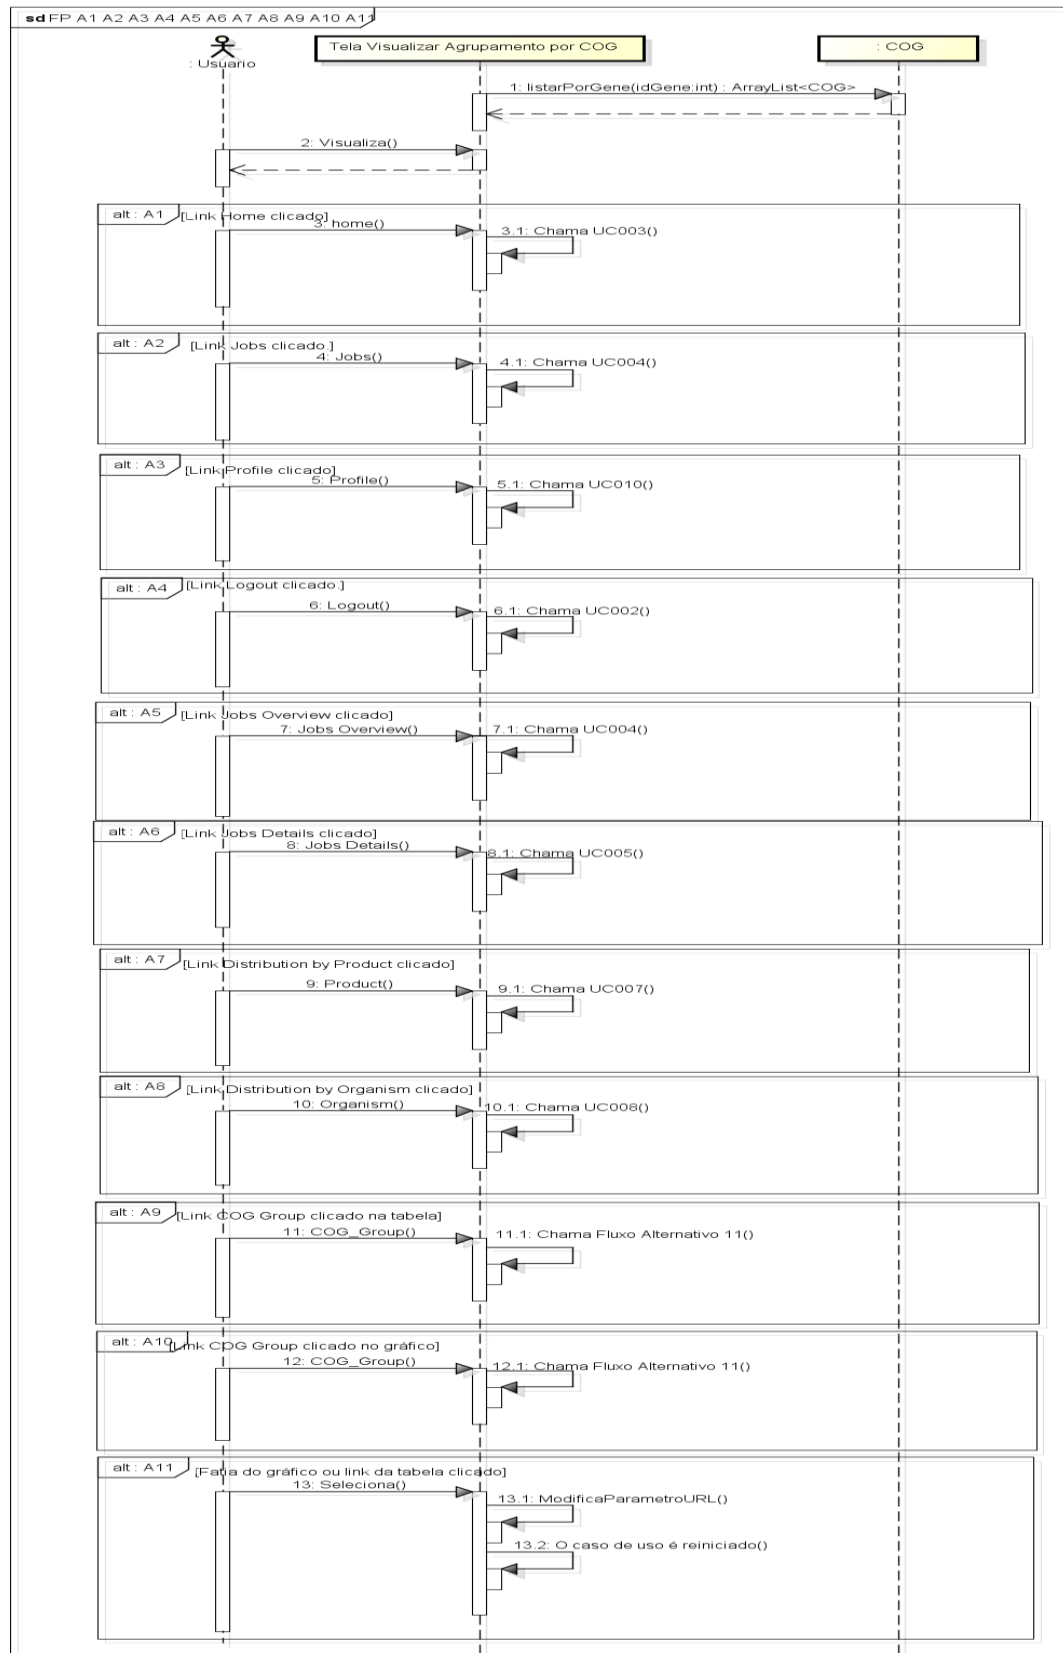 sd FP A1 A2 A3 A4 A5 A6 A7 A8 A9 A10 A11
: Usuario
Tela Visualizar Agrupamento por COG
: COG
1: listarPorGene(idGene:int) : ArrayList<COG>
2: Visualiza()
alt : A1
[Link Home clicado]
3: home()
3.1: Chama UC003()
alt : A2
[Link Jobs clicado.]
4: Jobs()
4.1: Chama UC004()
alt : A3
[Link Profile clicado]
5: Profile()
5.1: Chama UC010()
alt : A4
[Link Logout clicado.]
6: Logout()
6.1: Chama UC002()
alt : A5
[Link Jobs Overview clicado]
7: Jobs Overview()
7.1: Chama UC004()
alt : A6
[Link Jobs Details clicado]
8: Jobs Details()
8.1: Chama UC005()
alt : A7
[Link Distribution by Product clicado]
9: Product()
9.1: Chama UC007()
alt : A8
[Link Distribution by Organism clicado]
10: Organism()
10.1: Chama UC008()
alt : A9
[Link COG Group clicado na tabela]
11: COG_Group()
11.1: Chama Fluxo Alternativo 11()
alt : A10
[Link COG Group clicado no gráfico]
12: COG_Group()
12.1: Chama Fluxo Alternativo 11()
alt : A11
[Fatia do gráfico ou link da tabela clicado]
13: Seleciona()
13.1: ModificaParametroURL()
13.2: O caso de uso é reiniciado()